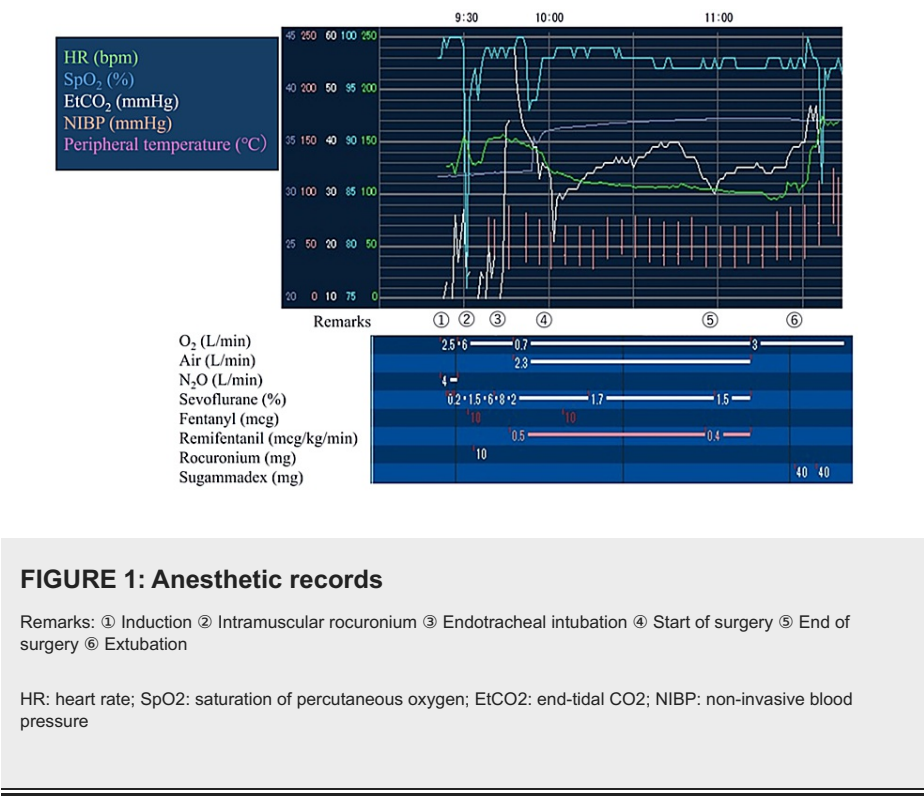 9:30 10:00 11:00
HR (bpm)
SpO₂ (%)
EtCO₂ (mmHg)
NIBP (mmHg)
Peripheral temperature (℃)
45 250 60 100 250
40 200 50 95 200
35 150 40 90 150
30 100 30 85 100
25 50 20 80 50
20 0 10 75 0
Remarks ① ② ③ ④ ⑤ ⑥
O₂ (L/min) 2.5 6 0.7 3
Air (L/min) 2.3
N₂O (L/min) 4
Sevoflurane (%) 0.2 1.5 6 8 2 1.7 1.5
Fentanyl (mcg) 10 10
Remifentanil (mcg/kg/min) 0.5 0.4
Rocuronium (mg) 10
Sugammadex (mg) 40 40
FIGURE 1: Anesthetic records
Remarks: ① Induction ② Intramuscular rocuronium ③ Endotracheal intubation ④ Start of surgery ⑤ End of
surgery ⑥ Extubation
HR: heart rate; SpO2: saturation of percutaneous oxygen; EtCO2: end-tidal CO2; NIBP: non-invasive blood
pressure